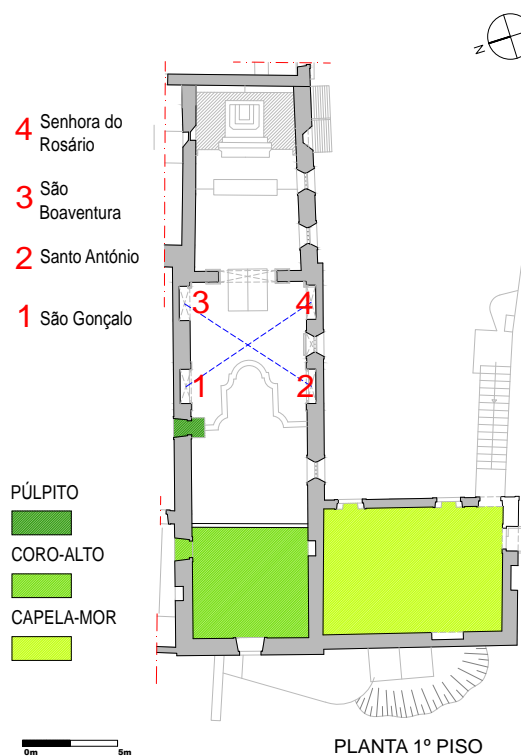 N
4 Senhora do
Rosário
3 São
Boaventura
2 Santo António
1 São Gonçalo
3 4
1 2
PÚLPITO
CORO-ALTO
CAPELA-MOR
0m 5m
PLANTA 1º PISO